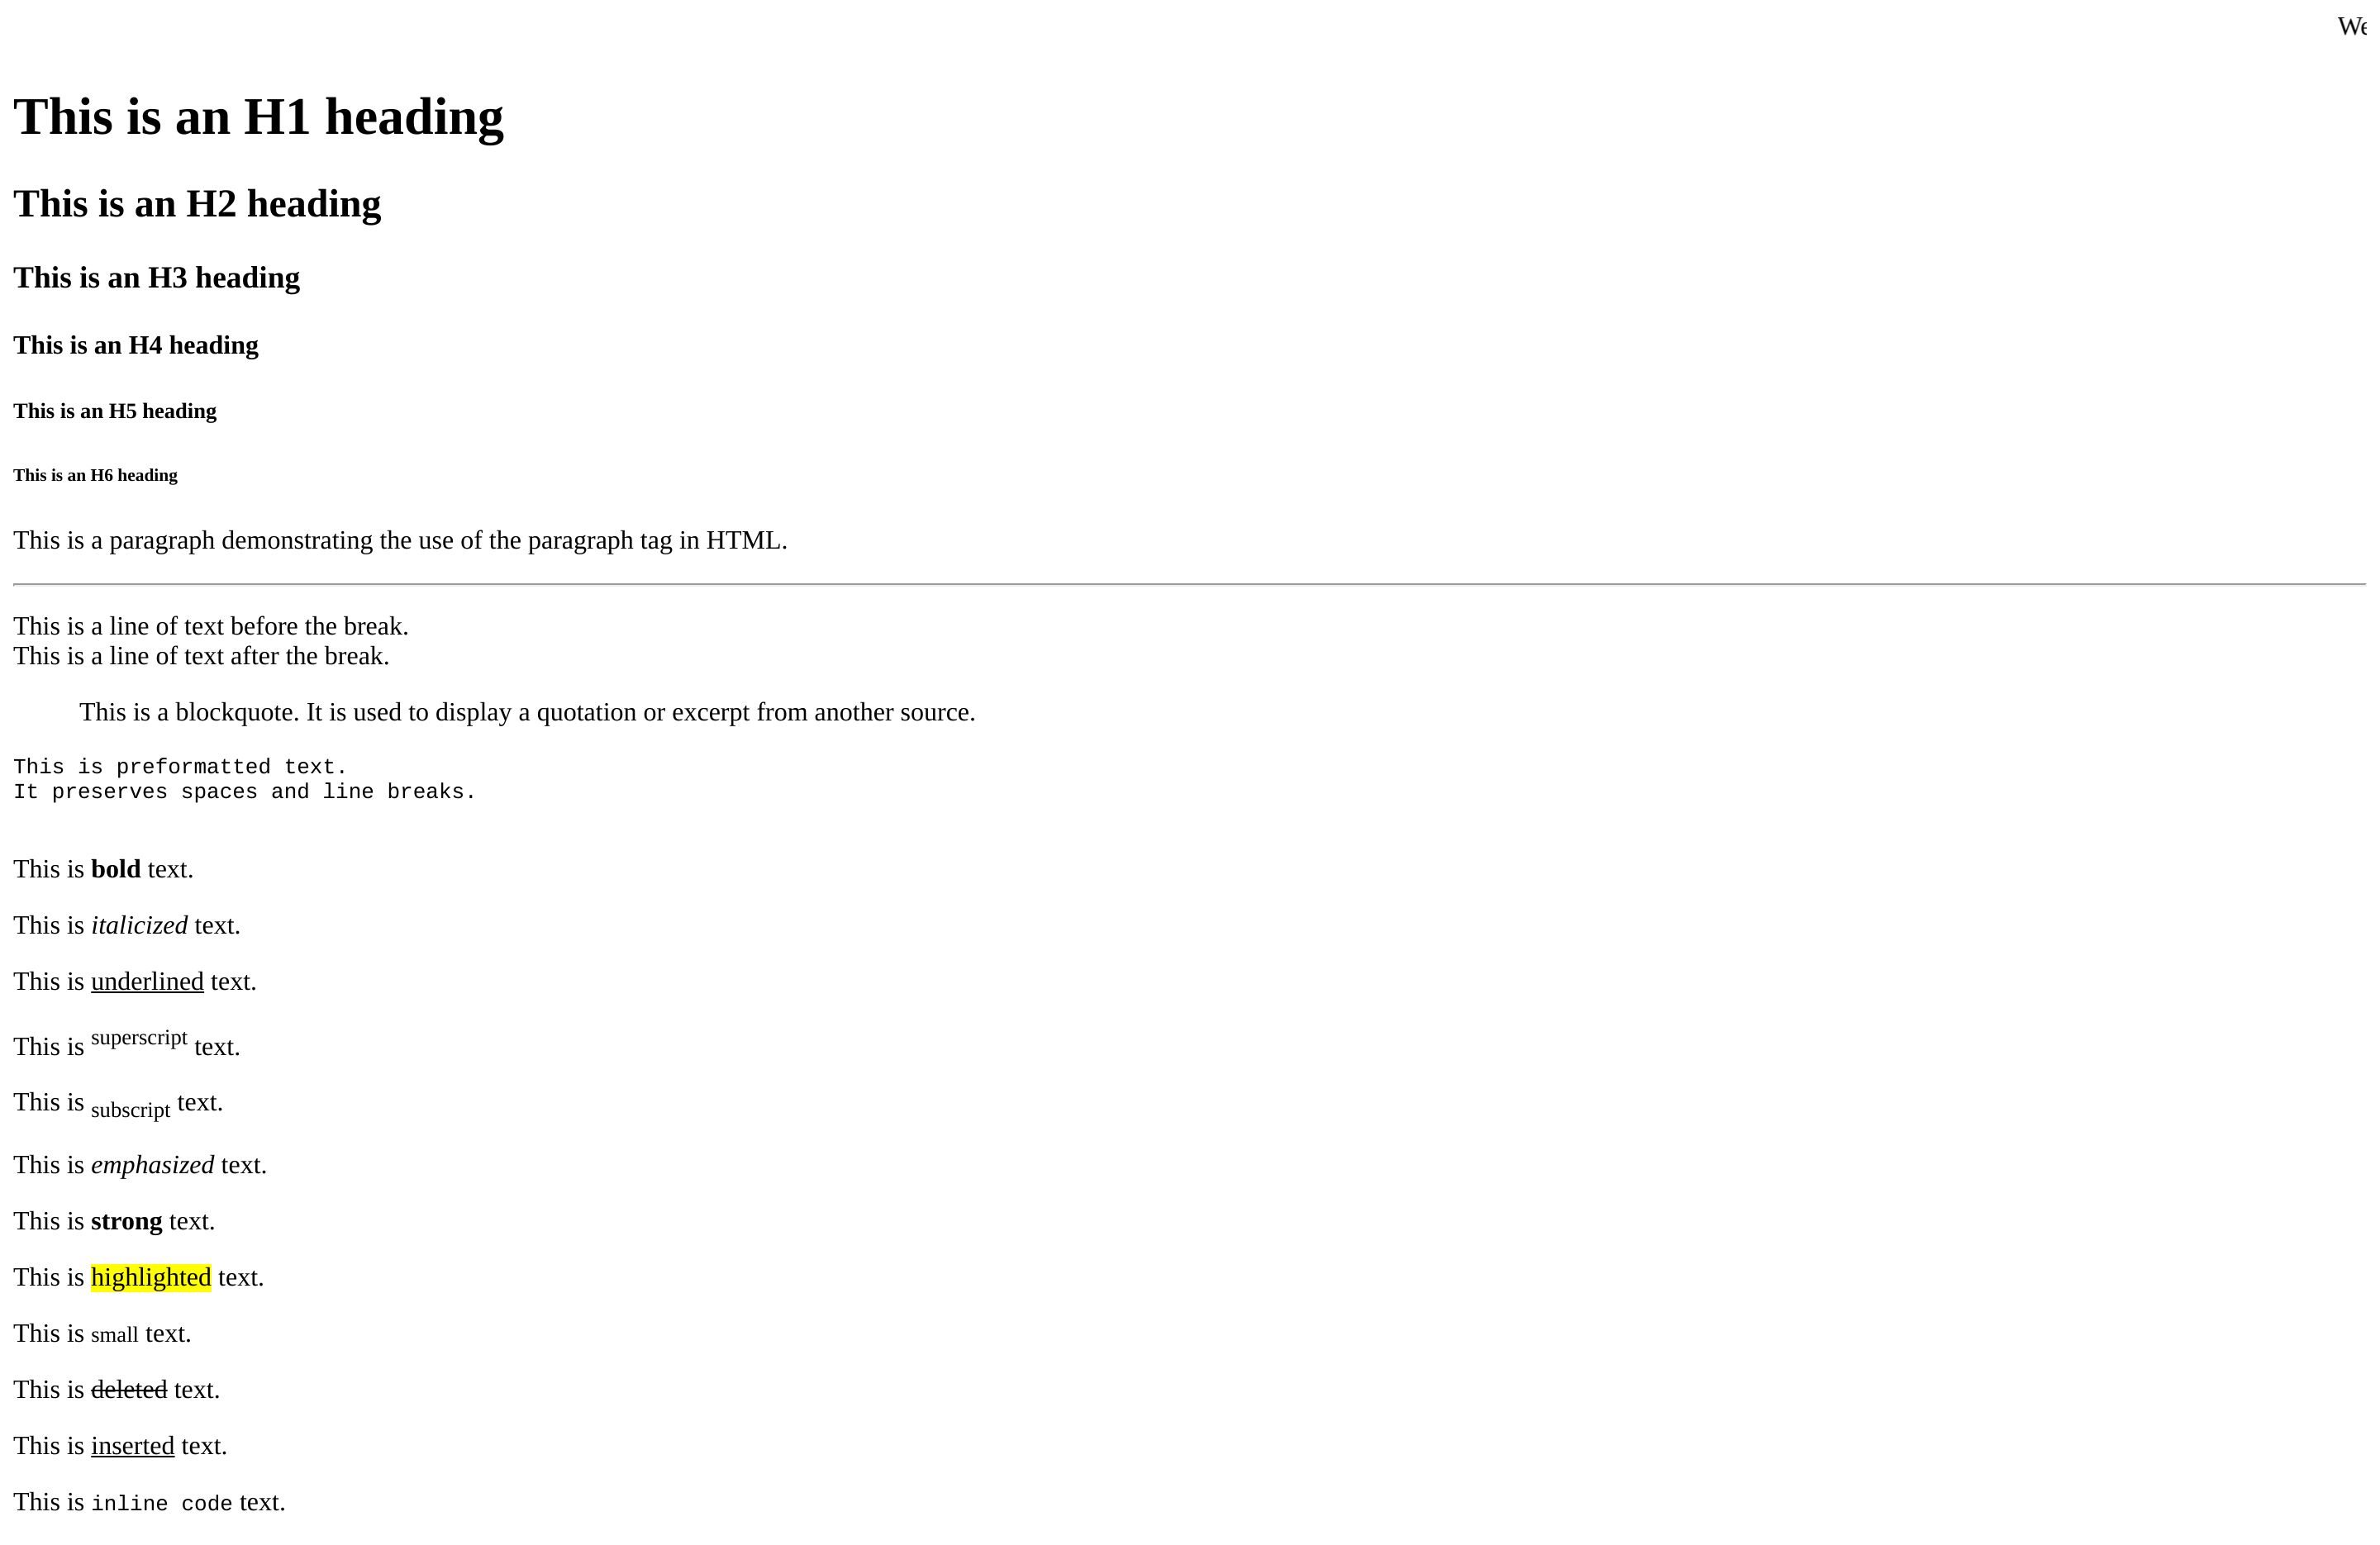 We
This is an H1 heading
This is an H2 heading
This is an H3 heading
This is an H4 heading
This is an H5 heading
This is an H6 heading
This is a paragraph demonstrating the use of the paragraph tag in HTML.
This is a line of text before the break.
This is a line of text after the break.
This is a blockquote. It is used to display a quotation or excerpt from another source.
This is preformatted text.
It preserves spaces and line breaks.
This is bold text.
This is italicized text.
This is underlined text.
This is superscript text.
This is subscript text.
This is emphasized text.
This is strong text.
This is highlighted text.
This is small text.
This is deleted text.
This is inserted text.
This is inline code text.